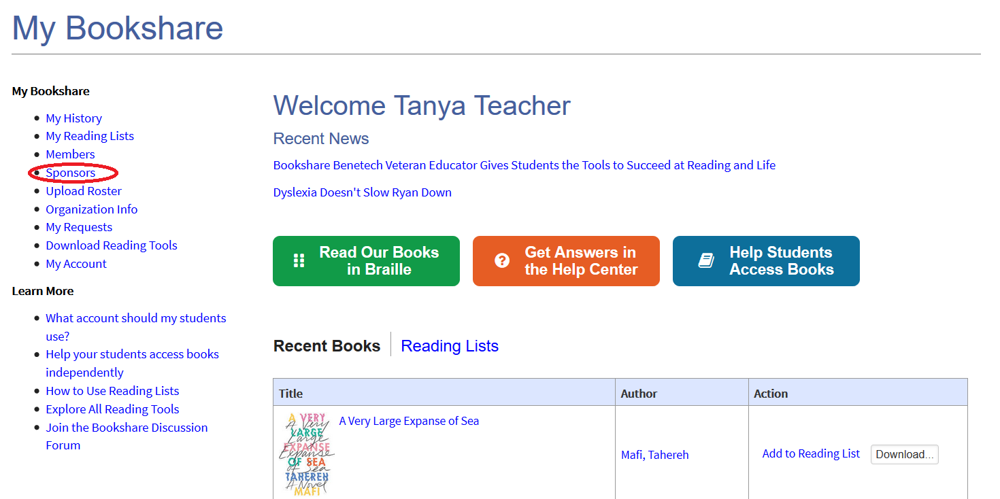 My Bookshare
My Bookshare
My History
My Reading Lists
Members
Sponsors
Upload Roster
Organization Info
My Requests
Download Reading Tools
My Account
Learn More
What account should my students
use?
Help your students access books
independently
How to Use Reading Lists
Explore All Reading Tools
Join the Bookshare Discussion
Forum
Welcome Tanya Teacher
Recent News
Bookshare Benetech Veteran Educator Gives Students the Tools to Succeed at Reading and Life
Dyslexia Doesn't Slow Ryan Down
Read Our Books
in Braille
Get Answers in
the Help Center
Help Students
Access Books
Recent Books
Reading Lists
Title Author Action
A VERY
A Very
LARGE
Large
EXPANSE
Expanse
OF SEA
of Sea
TAHEREH
A Novel
MAFI
A Very Large Expanse of Sea
Mafi, Tahereh
Add to Reading List Download...